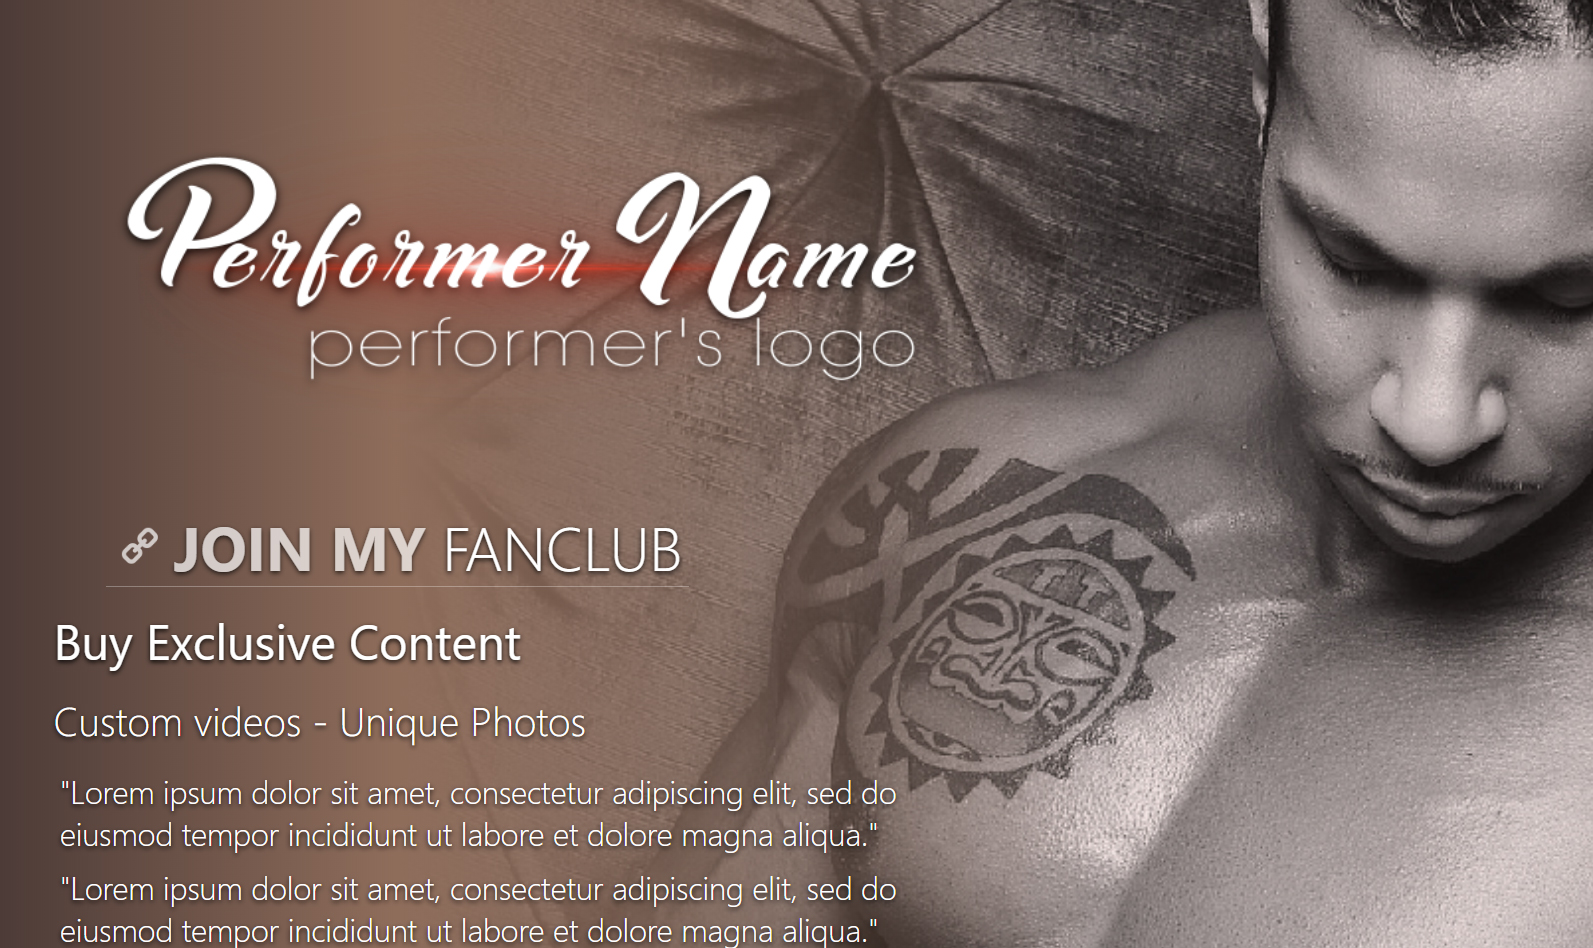 Performer Name
performer's logo
JOIN MY FANCLUB
Buy Exclusive Content
Custom videos - Unique Photos
"Lorem ipsum dolor sit amet, consectetur adipiscing elit, sed do
eiusmod tempor incididunt ut labore et dolore magna aliqua."
"Lorem ipsum dolor sit amet, consectetur adipiscing elit, sed do
eiusmod tempor incididunt ut labore et dolore magna aliqua."